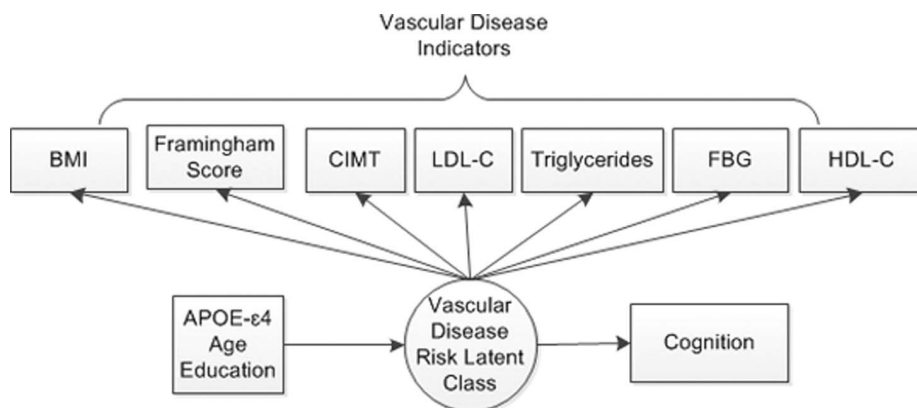 Vascular Disease
Indicators
BMI
Framingham
Score
CIMT
LDL-C
Triglycerides
FBG
HDL-C
APOE-ε4
Age
Education
Vascular
Disease
Risk Latent
Class
Cognition